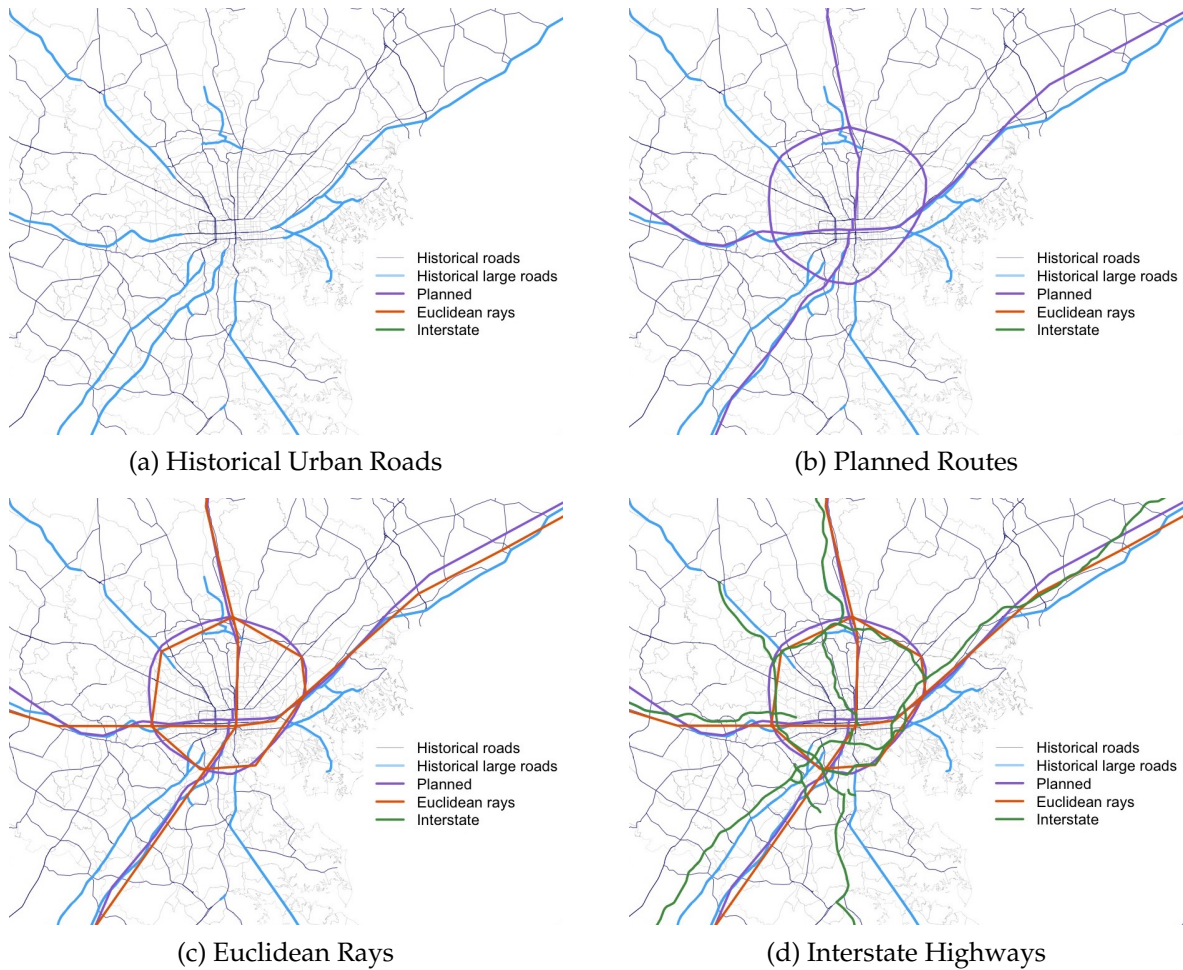 Historical roads
Historical large roads
Planned
Euclidean rays
Interstate
(a) Historical Urban Roads
Historical roads
Historical large roads
Planned
Euclidean rays
Interstate
(b) Planned Routes
Historical roads
Historical large roads
Planned
Euclidean rays
Interstate
(c) Euclidean Rays
Historical roads
Historical large roads
Planned
Euclidean rays
Interstate
(d) Interstate Highways